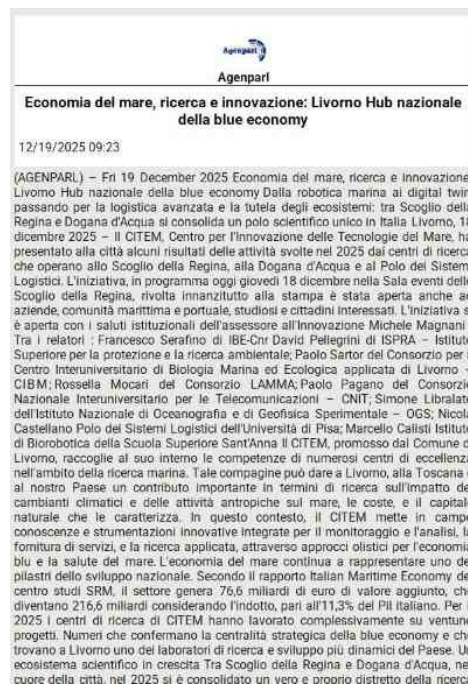 Agenparl
Agenparl
Economia del mare, ricerca e innovazione: Livorno Hub nazionale
della blue economy
12/19/2025 09:23
(AGENPARL) – Fri 19 December 2025 Economia del mare, ricerca e innovazione
Livorno Hub nazionale della blue economy Dalla robotica marina ai digital twin
passando per la logistica avanzata e la tutela degli ecosistemi: tra Scoglio della
Regina e Dogana d'Acqua si consolida un polo scientifico unico in Italia Livorno, 18
dicembre 2025 – Il CITEM, Centro per l'Innovazione delle Tecnologie del Mare, ha
presentato alla città alcuni risultati delle attività svolte nel 2025 dai centri di ricerca
che operano allo Scoglio della Regina, alla Dogana d'Acqua e al Polo dei Sistemi
Logistici. L'iniziativa, in programma oggi giovedì 18 dicembre nella Sala eventi dello
Scoglio della Regina, rivolta innanzitutto alla stampa è stata aperta anche ad
aziende, comunità marittima e portuale, studiosi e cittadini interessati. L'iniziativa si
è aperta con i saluti istituzionali dell'assessore all'Innovazione Michele Magnani.
Tra i relatori : Francesco Serafino di IBE-Cnr David Pellegrini di ISPRA – Istituto
Superiore per la protezione e la ricerca ambientale; Paolo Sartor del Consorzio per il
Centro Interuniversitario di Biologia Marina ed Ecologica applicata di Livorno –
CIBM; Rossella Mocari del Consorzio LAMMA; Paolo Pagano del Consorzio
Nazionale Interuniversitario per le Telecomunicazioni – CNIT; Simone Libralato
dell'Istituto Nazionale di Oceanografia e di Geofisica Sperimentale – OGS; Nicola
Castellano Polo dei Sistemi Logistici dell'Università di Pisa; Marcello Calisti Istituto
di Biorobotica della Scuola Superiore Sant'Anna Il CITEM, promosso dal Comune di
Livorno, raccoglie al suo interno le competenze di numerosi centri di eccellenza
nell'ambito della ricerca marina. Tale compagine può dare a Livorno, alla Toscana e
al nostro Paese un contributo importante in termini di ricerca sull'impatto dei
cambianti climatici e delle attività antropiche sul mare, le coste, e il capitale
naturale che le caratterizza. In questo contesto, il CITEM mette in campo
conoscenze e strumentazioni innovative integrate per il monitoraggio e l'analisi, la
fornitura di servizi, e la ricerca applicata, attraverso approcci olistici per l'economia
blu e la salute del mare. L'economia del mare continua a rappresentare uno dei
pilastri dello sviluppo nazionale. Secondo il rapporto Italian Maritime Economy del
centro studi SRM, il settore genera 76,6 miliardi di euro di valore aggiunto, che
diventano 216,6 miliardi considerando l'indotto, pari all'11,3% del Pil italiano. Per il
2025 i centri di ricerca di CITEM hanno lavorato complessivamente su ventuno
progetti. Numeri che confermano la centralità strategica della blue economy e che
trovano a Livorno uno dei laboratori di ricerca e sviluppo più dinamici del Paese. Un
ecosistema scientifico in crescita Tra Scoglio della Regina e Dogana d'Acqua, nel
cuore della città, nel 2025 si è consolidato un vero e proprio distretto della ricerca